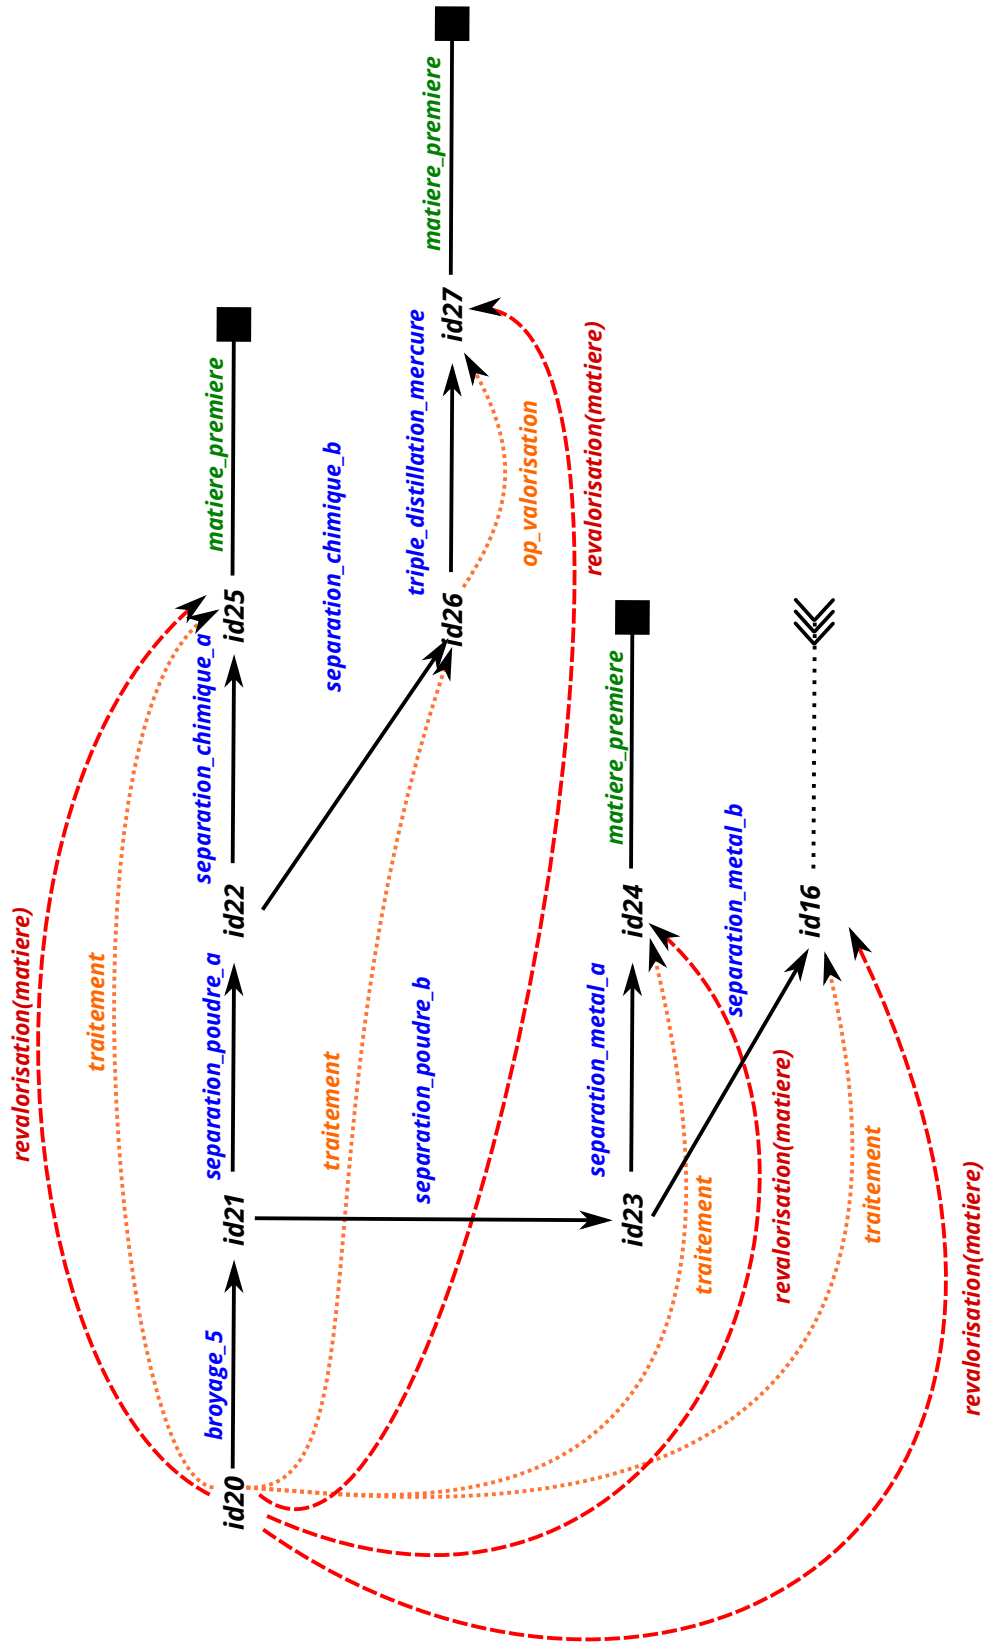 revalorisation(matiere)
traitement
id20
broyage_5
id21
separation_poudre_a
id22
separation_chimique_a
id25
matiere_premiere
traitement
separation_chimique_b
separation_poudre_b
id26
triple_distillation_mercure
id27
matiere_premiere
op_valorisation
revalorisation(matiere)
id23
separation_metal_a
id24
matiere_premiere
traitement
separation_metal_b
revalorisation(matiere)
id16
traitement
revalorisation(matiere)